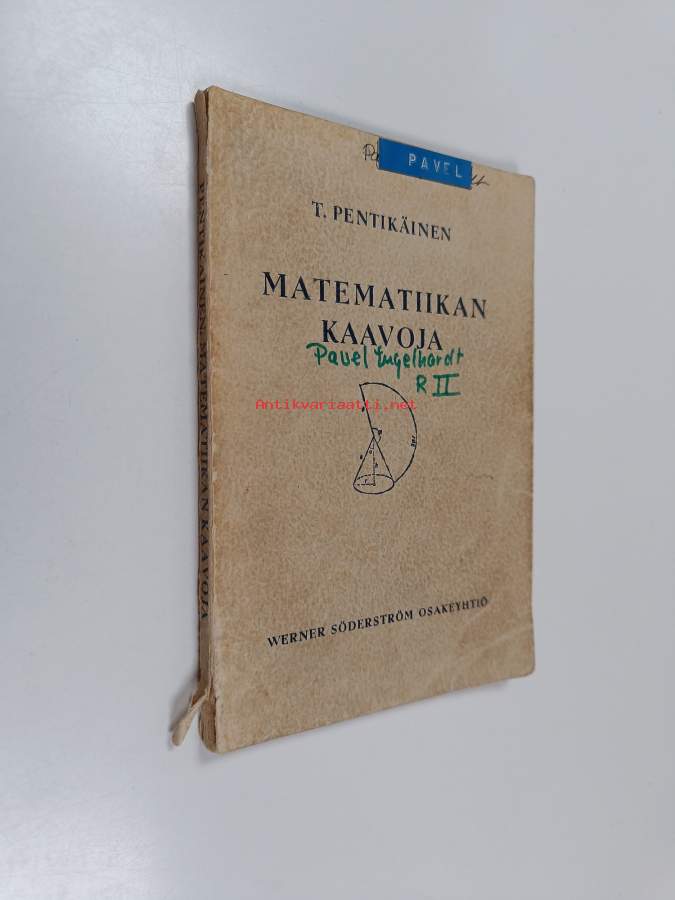 PAVEL
T. PENTIKÄINEN
MATEMATIIKAN
KAAVOJA
Pavel Engelhardt
R II
Antikvariaatti.net
WERNER SÖDERSTRÖM OSAKEYHTIÖ
PENTIKÄINEN MATEMATIIKAN KAAVOJA